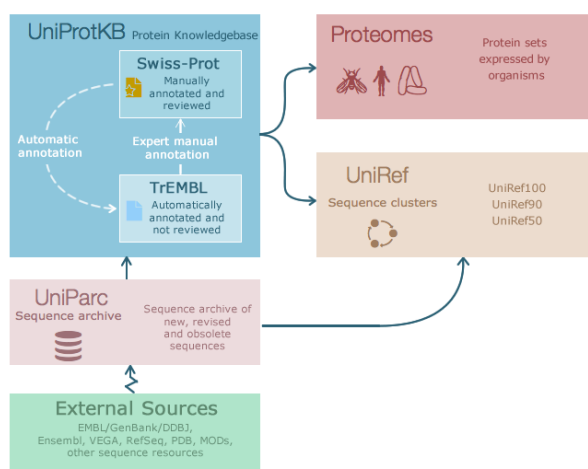 UniProtKB Protein Knowledgebase
Swiss-Prot
Manually
annotated and
reviewed
Automatic
annotation
Expert manual
annotation
TrEMBL
Automatically
annotated and
not reviewed
Proteomes
Protein sets
expressed by
organisms
UniRef
Sequence clusters
UniRef100
UniRef90
UniRef50
UniParc
Sequence archive
Sequence archive of
new, revised
and obsolete
sequences
External Sources
EMBL/GenBank/DDBJ,
Ensembl, VEGA, RefSeq, PDB, MODs,
other sequence resources